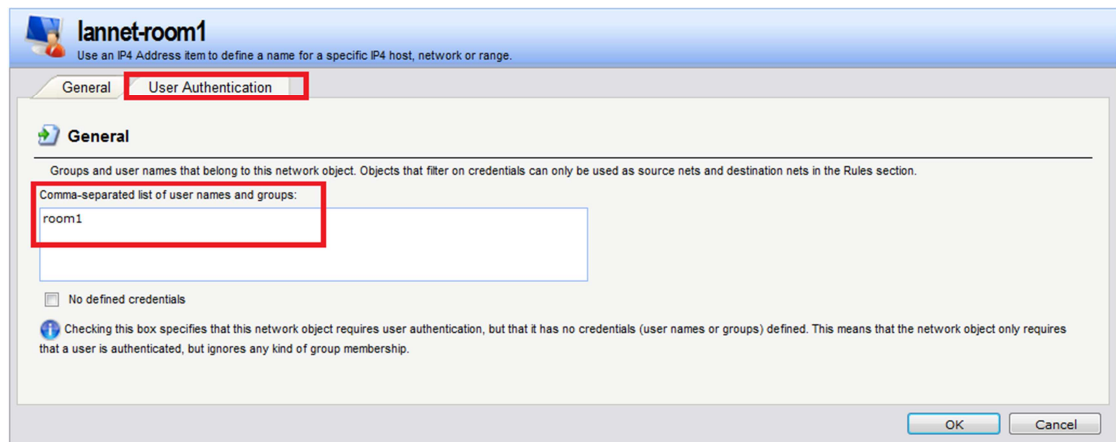 lannet-room1
Use an IP4 Address item to define a name for a specific IP4 host, network or range.
General
User Authentication
General
Groups and user names that belong to this network object. Objects that filter on credentials can only be used as source nets and destination nets in the Rules section.
Comma-separated list of user names and groups:
room1
No defined credentials
Checking this box specifies that this network object requires user authentication, but that it has no credentials (user names or groups) defined. This means that the network object only requires
that a user is authenticated, but ignores any kind of group membership.
OK
Cancel